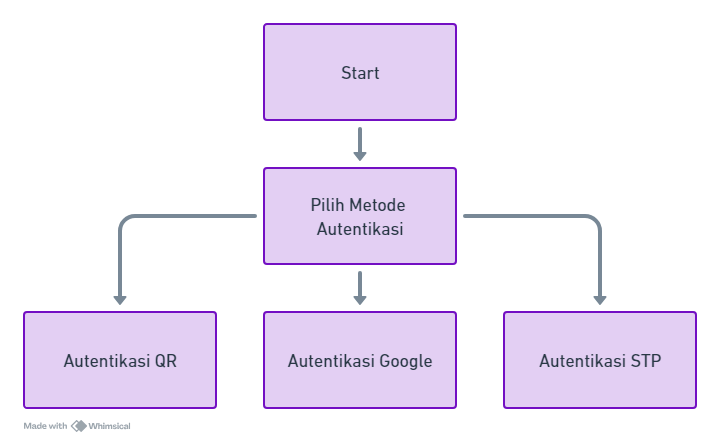 Start
Pilih Metode
Autentikasi
Autentikasi QR
Autentikasi Google
Autentikasi STP
Made with Whimsical